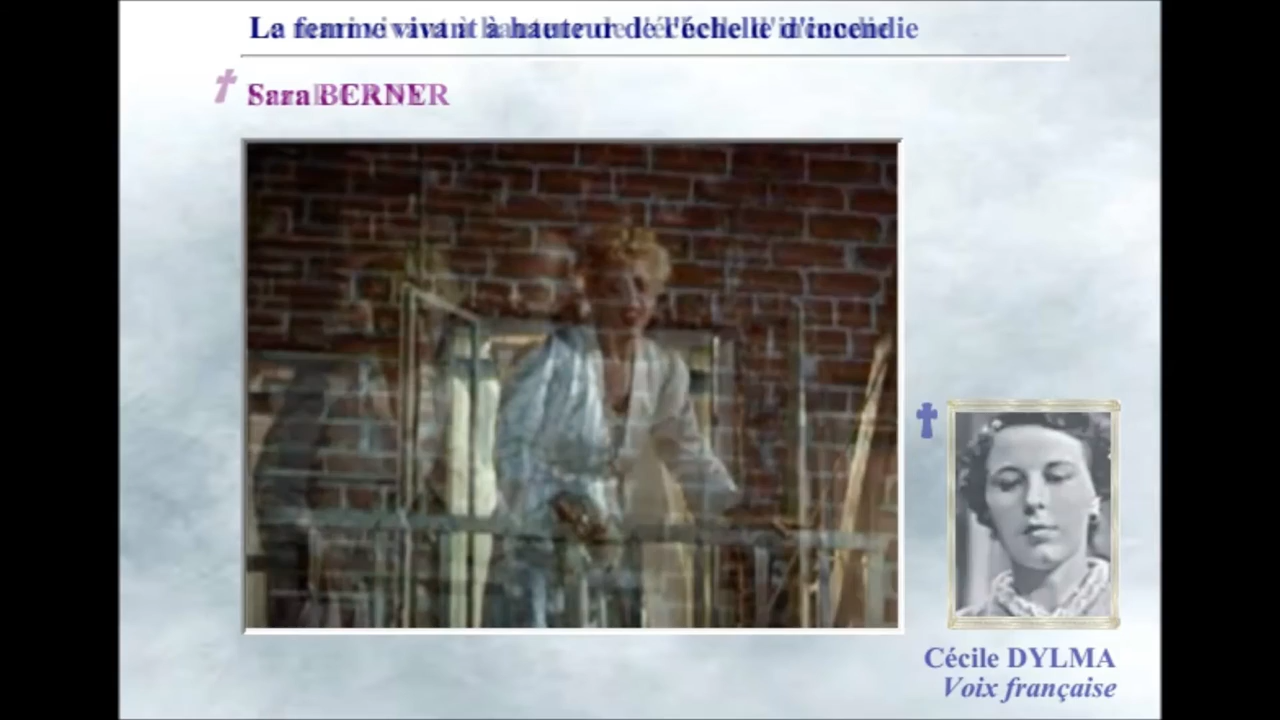 La femme vivant à hauteur de l'échelle d'incendie
Sara BERNER
Cécile DYLMA
Voix française